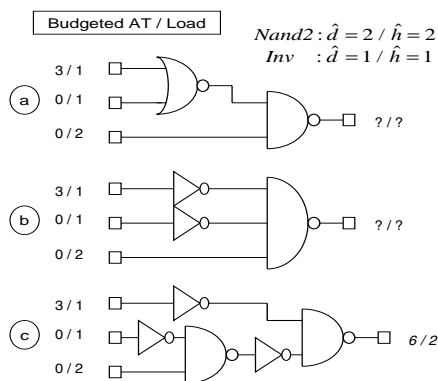 Budgeted AT / Load
Nand2 : d̂ = 2 / ĥ = 2
Inv : d̂ = 1 / ĥ = 1
3 / 1
a
0 / 1
0 / 2
? / ?
3 / 1
b
0 / 1
0 / 2
? / ?
3 / 1
c
0 / 1
0 / 2
6 / 2